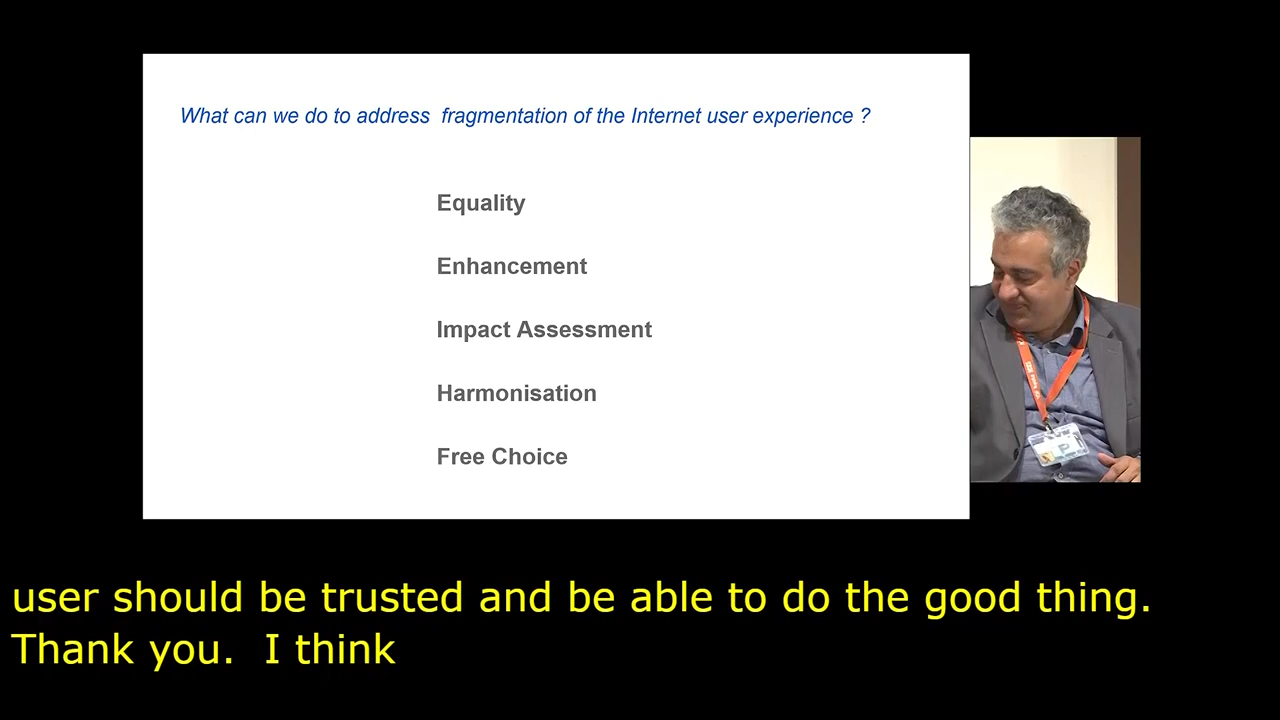 What can we do to address fragmentation of the Internet user experience ?
Equality
Enhancement
Impact Assessment
Harmonisation
Free Choice
user should be trusted and be able to do the good thing.
Thank you. I think